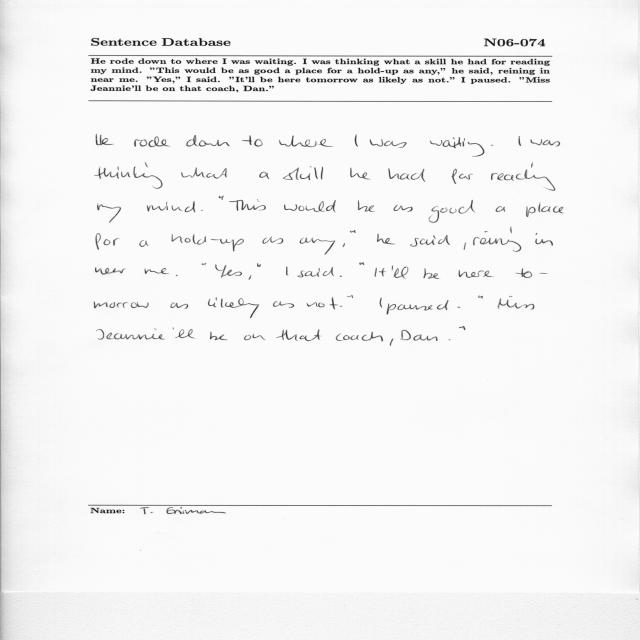 Sentence Database N06-074
He rode down to where I was waiting. I was thinking what a skill he had for reading
my mind. "This would be as good a place for a hold-up as any," he said, reining in
near me. "Yes," I said. "It'll be here tomorrow as likely as not." I paused. "Miss
Jeannie'll be on that coach, Dan."
He rode down to where I was waiting. I was
thinking what a skill he had for reading
my mind. "This would be as good a place
for a hold-up as any," he said, reining in
near me. "Yes," I said. "It'll be here to-
morrow as likely as not." I paused. "Miss
Jeannie'll be on that coach, Dan."
Name: T.